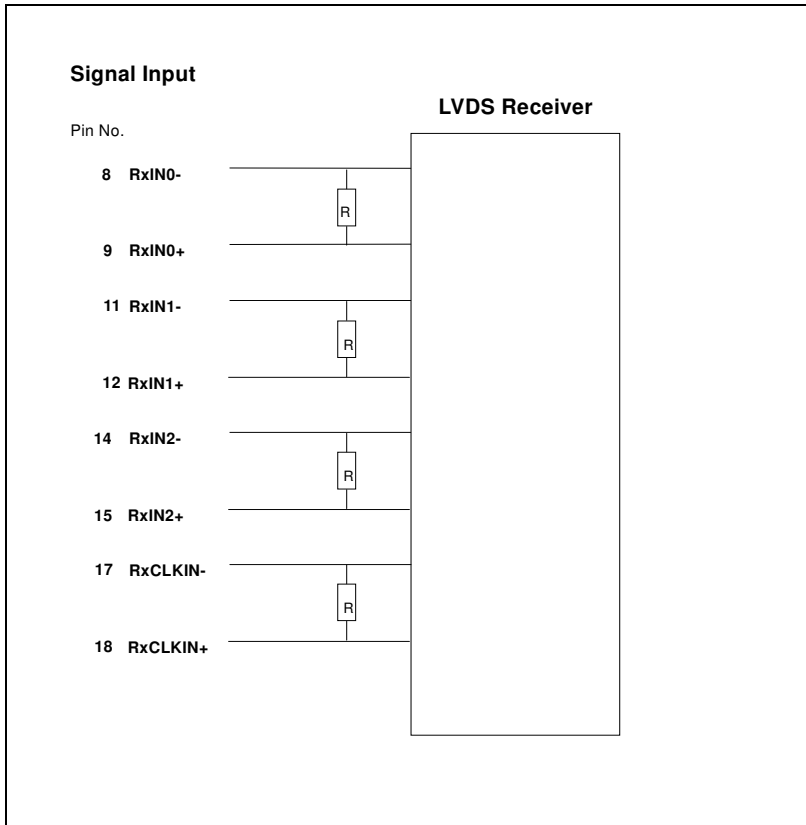 Signal Input
LVDS Receiver
Pin No.
8 RxIN0-
R
9 RxIN0+
11 RxIN1-
R
12 RxIN1+
14 RxIN2-
R
15 RxIN2+
17 RxCLKIN-
R
18 RxCLKIN+